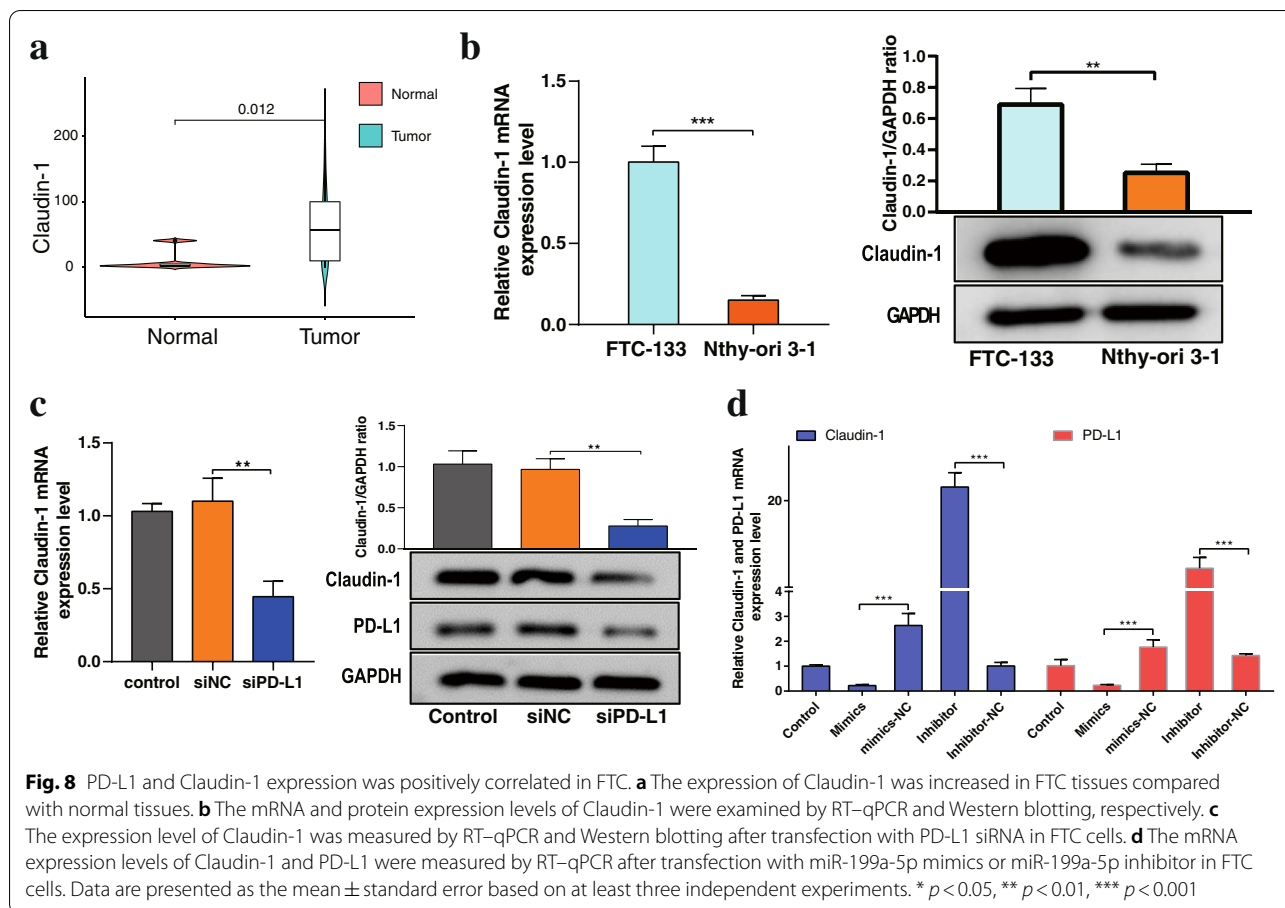 a
Claudin-1
200
100
0
0.012
Normal
Tumor
Normal
Tumor
b
Relative Claudin-1 mRNA
expression level
1.5
1.0
0.5
0.0
***
FTC-133
Nthy-ori 3-1
Claudin-1/GAPDH ratio
1.0
0.8
0.6
0.4
0.2
0.0
**
Claudin-1
GAPDH
FTC-133
Nthy-ori 3-1
c
Relative Claudin-1 mRNA
expression level
1.5
1.0
0.5
0.0
**
control
siNC
siPD-L1
Claudin-1/GAPDH ratio
1.5
1.0
0.5
0.0
**
Claudin-1
PD-L1
GAPDH
Control
siNC
siPD-L1
d
Claudin-1
PD-L1
Relative Claudin-1 and PD-L1 mRNA
expression level
20
4
3
2
1
0
***
***
***
***
Control
Mimics
mimics-NC
Inhibitor
Inhibitor-NC
Control
Mimics
mimics-NC
Inhibitor
Inhibitor-NC
Fig. 8 PD-L1 and Claudin-1 expression was positively correlated in FTC. a The expression of Claudin-1 was increased in FTC tissues compared
with normal tissues. b The mRNA and protein expression levels of Claudin-1 were examined by RT–qPCR and Western blotting, respectively. c
The expression level of Claudin-1 was measured by RT–qPCR and Western blotting after transfection with PD-L1 siRNA in FTC cells. d The mRNA
expression levels of Claudin-1 and PD-L1 were measured by RT–qPCR after transfection with miR-199a-5p mimics or miR-199a-5p inhibitor in FTC
cells. Data are presented as the mean ± standard error based on at least three independent experiments. * p < 0.05, ** p < 0.01, *** p < 0.001